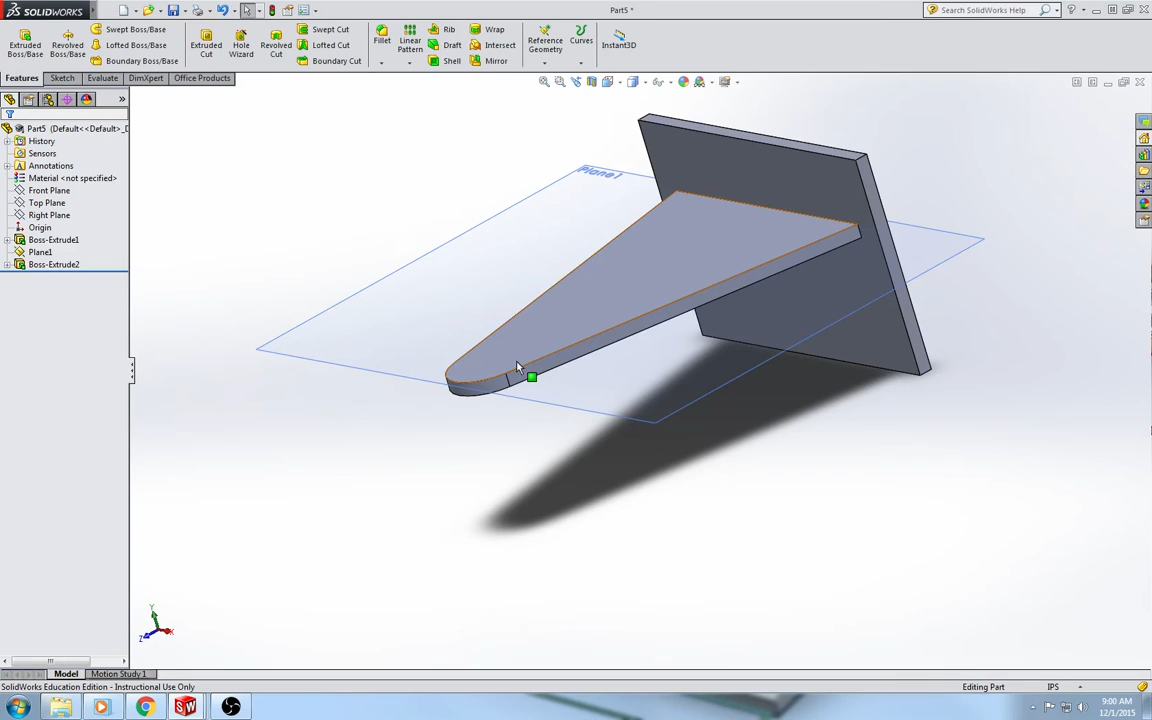 SOLIDWORKS
Part5 *
Search SolidWorks Help
Extruded Boss/Base
Revolved Boss/Base
Swept Boss/Base
Lofted Boss/Base
Boundary Boss/Base
Extruded Cut
Hole Wizard
Revolved Cut
Swept Cut
Lofted Cut
Boundary Cut
Fillet
Linear Pattern
Rib
Draft
Shell
Wrap
Intersect
Mirror
Reference Geometry
Curves
Instant3D
Features
Sketch
Evaluate
DimXpert
Office Products
Part5 (Default<<Default>_D
History
Sensors
Annotations
Material <not specified>
Front Plane
Top Plane
Right Plane
Origin
Boss-Extrude1
Plane1
Boss-Extrude2
Plane1
Y
Z
X
Model
Motion Study 1
SolidWorks Education Edition - Instructional Use Only
Editing Part
IPS
9:00 AM
12/1/2015